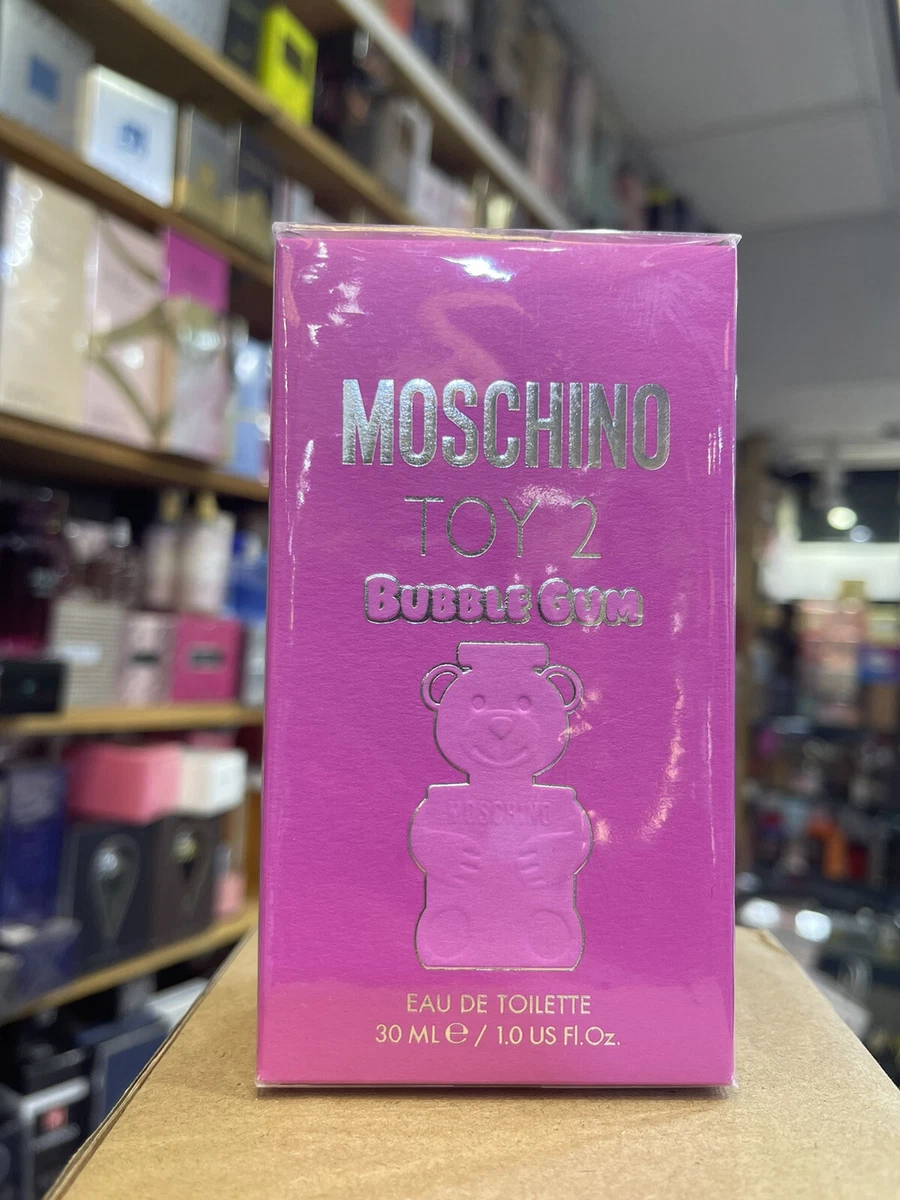 MOSCHINO
TOY 2
BUBBLE GUM
MOSCHINO
EAU DE TOILETTE
30 ML ℮ / 1.0 US Fl.Oz.